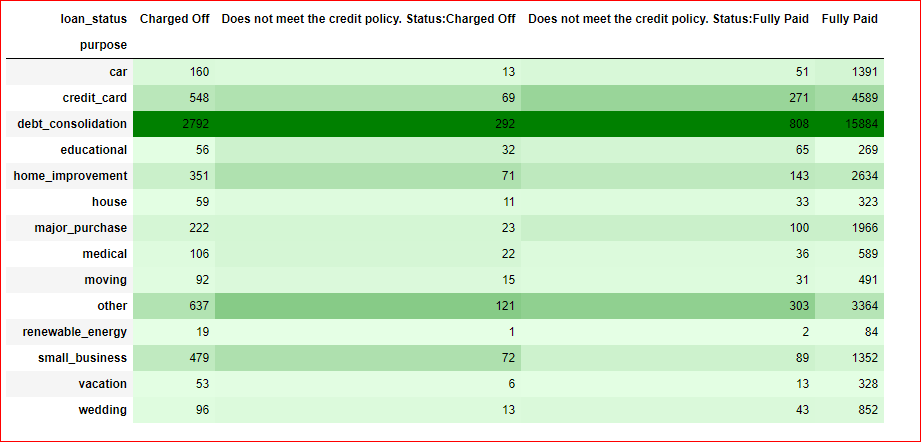 loan_status Charged Off Does not meet the credit policy. Status:Charged Off Does not meet the credit policy. Status:Fully Paid Fully Paid
purpose
car 160 13 51 1391
credit_card 548 69 271 4589
debt_consolidation 2792 292 808 15884
educational 56 32 65 269
home_improvement 351 71 143 2634
house 59 11 33 323
major_purchase 222 23 100 1966
medical 106 22 36 589
moving 92 15 31 491
other 637 121 303 3364
renewable_energy 19 1 2 84
small_business 479 72 89 1352
vacation 53 6 13 328
wedding 96 13 43 852